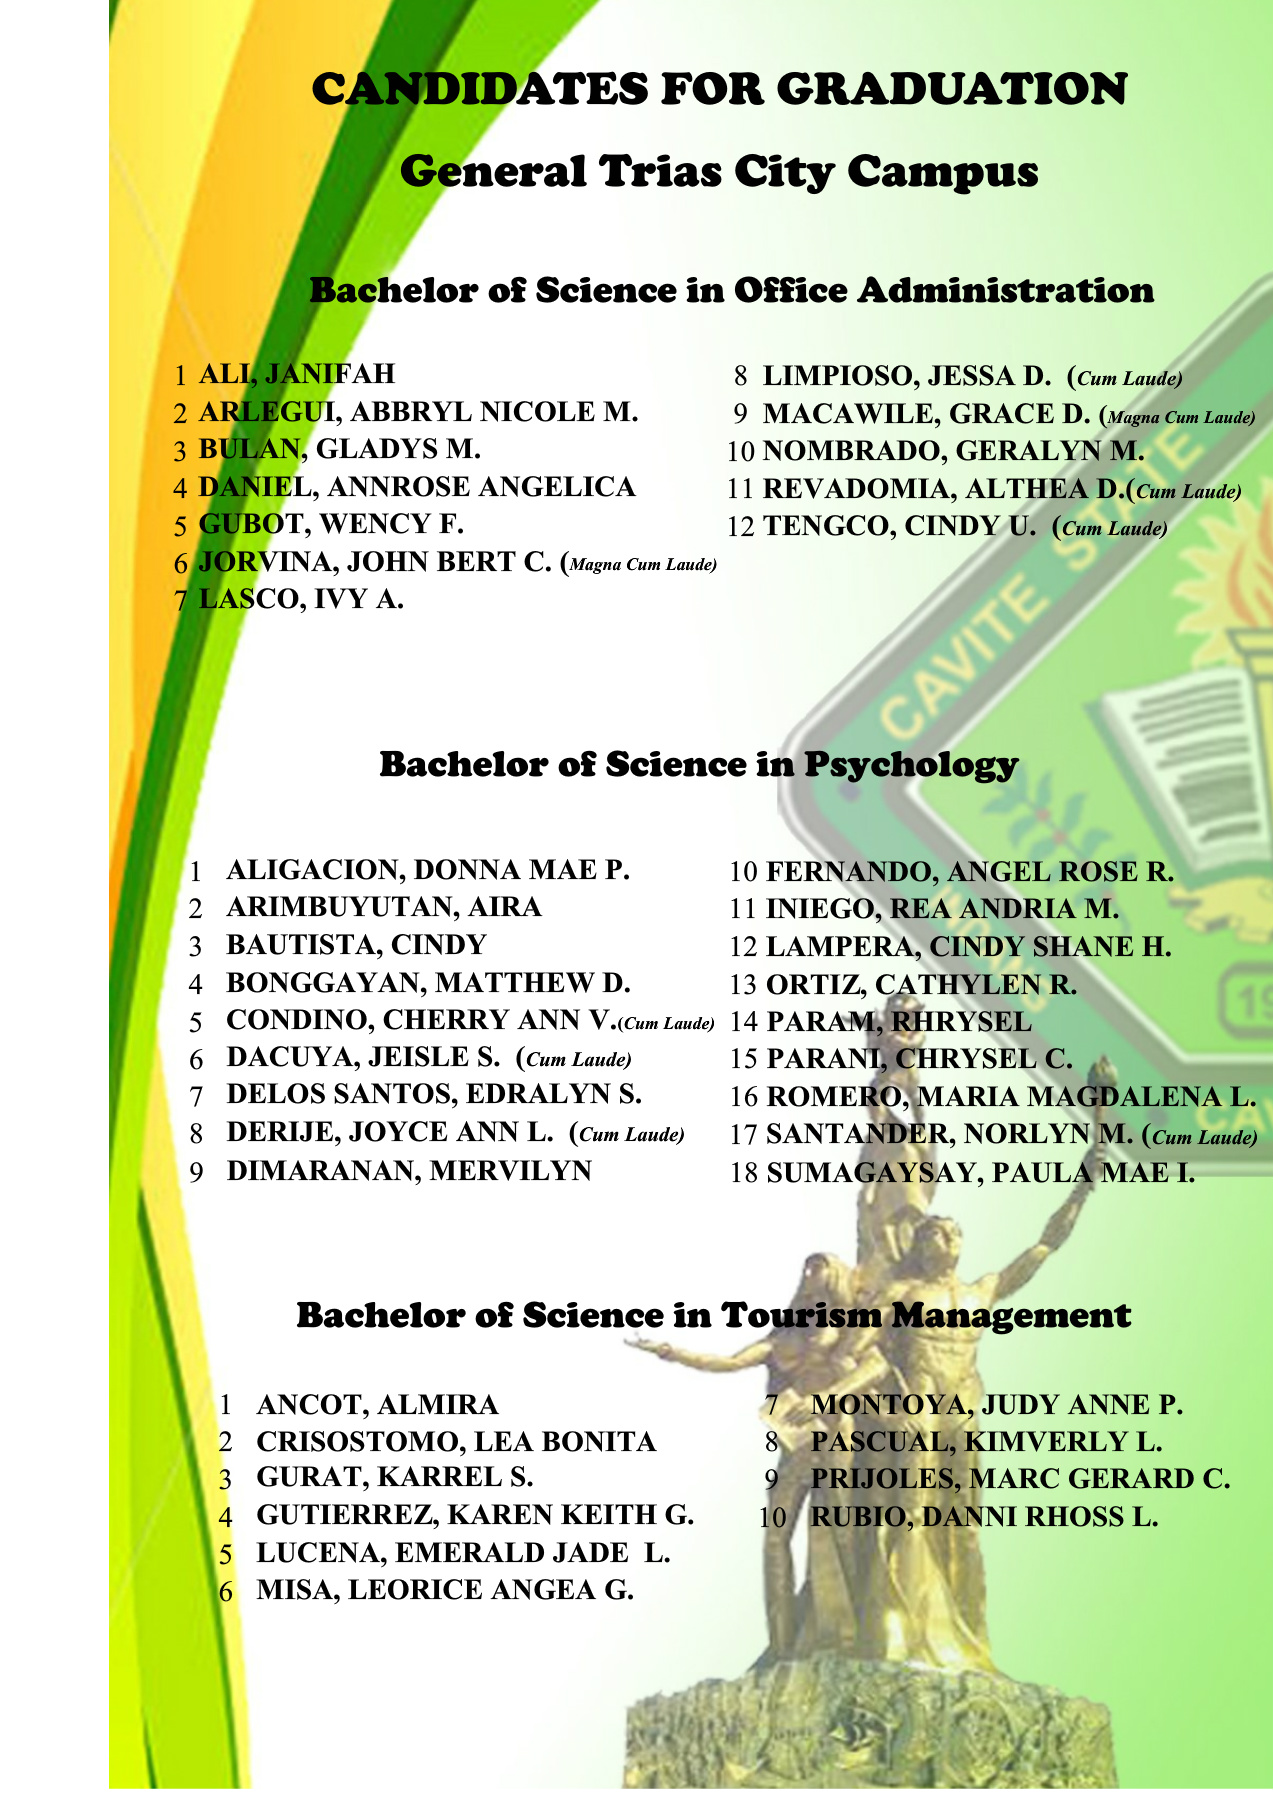 CANDIDATES FOR GRADUATION
General Trias City Campus
Bachelor of Science in Office Administration
1 ALI, JANIFAH
2 ARLEGUI, ABBRYL NICOLE M.
3 BULAN, GLADYS M.
4 DANIEL, ANNROSE ANGELICA
5 GUBOT, WENCY F.
6 JORVINA, JOHN BERT C. (Magna Cum Laude)
7 LASCO, IVY A.
8 LIMPIOSO, JESSA D. (Cum Laude)
9 MACAWILE, GRACE D. (Magna Cum Laude)
10 NOMBRADO, GERALYN M.
11 REVADOMIA, ALTHEA D.(Cum Laude)
12 TENGCO, CINDY U. (Cum Laude)
CAVITE STATE
Bachelor of Science in Psychology
1 ALIGACION, DONNA MAE P.
2 ARIMBUYUTAN, AIRA
3 BAUTISTA, CINDY
4 BONGGAYAN, MATTHEW D.
5 CONDINO, CHERRY ANN V.(Cum Laude)
6 DACUYA, JEISLE S. (Cum Laude)
7 DELOS SANTOS, EDRALYN S.
8 DERIJE, JOYCE ANN L. (Cum Laude)
9 DIMARANAN, MERVILYN
10 FERNANDO, ANGEL ROSE R.
11 INIEGO, REA ANDRIA M.
12 LAMPERA, CINDY SHANE H.
13 ORTIZ, CATHYLEN R.
14 PARAM, RHRYSEL
15 PARANI, CHRYSEL C.
16 ROMERO, MARIA MAGDALENA L.
17 SANTANDER, NORLYN M. (Cum Laude)
18 SUMAGAYSAY, PAULA MAE I.
Bachelor of Science in Tourism Management
1 ANCOT, ALMIRA
2 CRISOSTOMO, LEA BONITA
3 GURAT, KARREL S.
4 GUTIERREZ, KAREN KEITH G.
5 LUCENA, EMERALD JADE L.
6 MISA, LEORICE ANGEA G.
7 MONTOYA, JUDY ANNE P.
8 PASCUAL, KIMVERLY L.
9 PRIJOLES, MARC GERARD C.
10 RUBIO, DANNI RHOSS L.